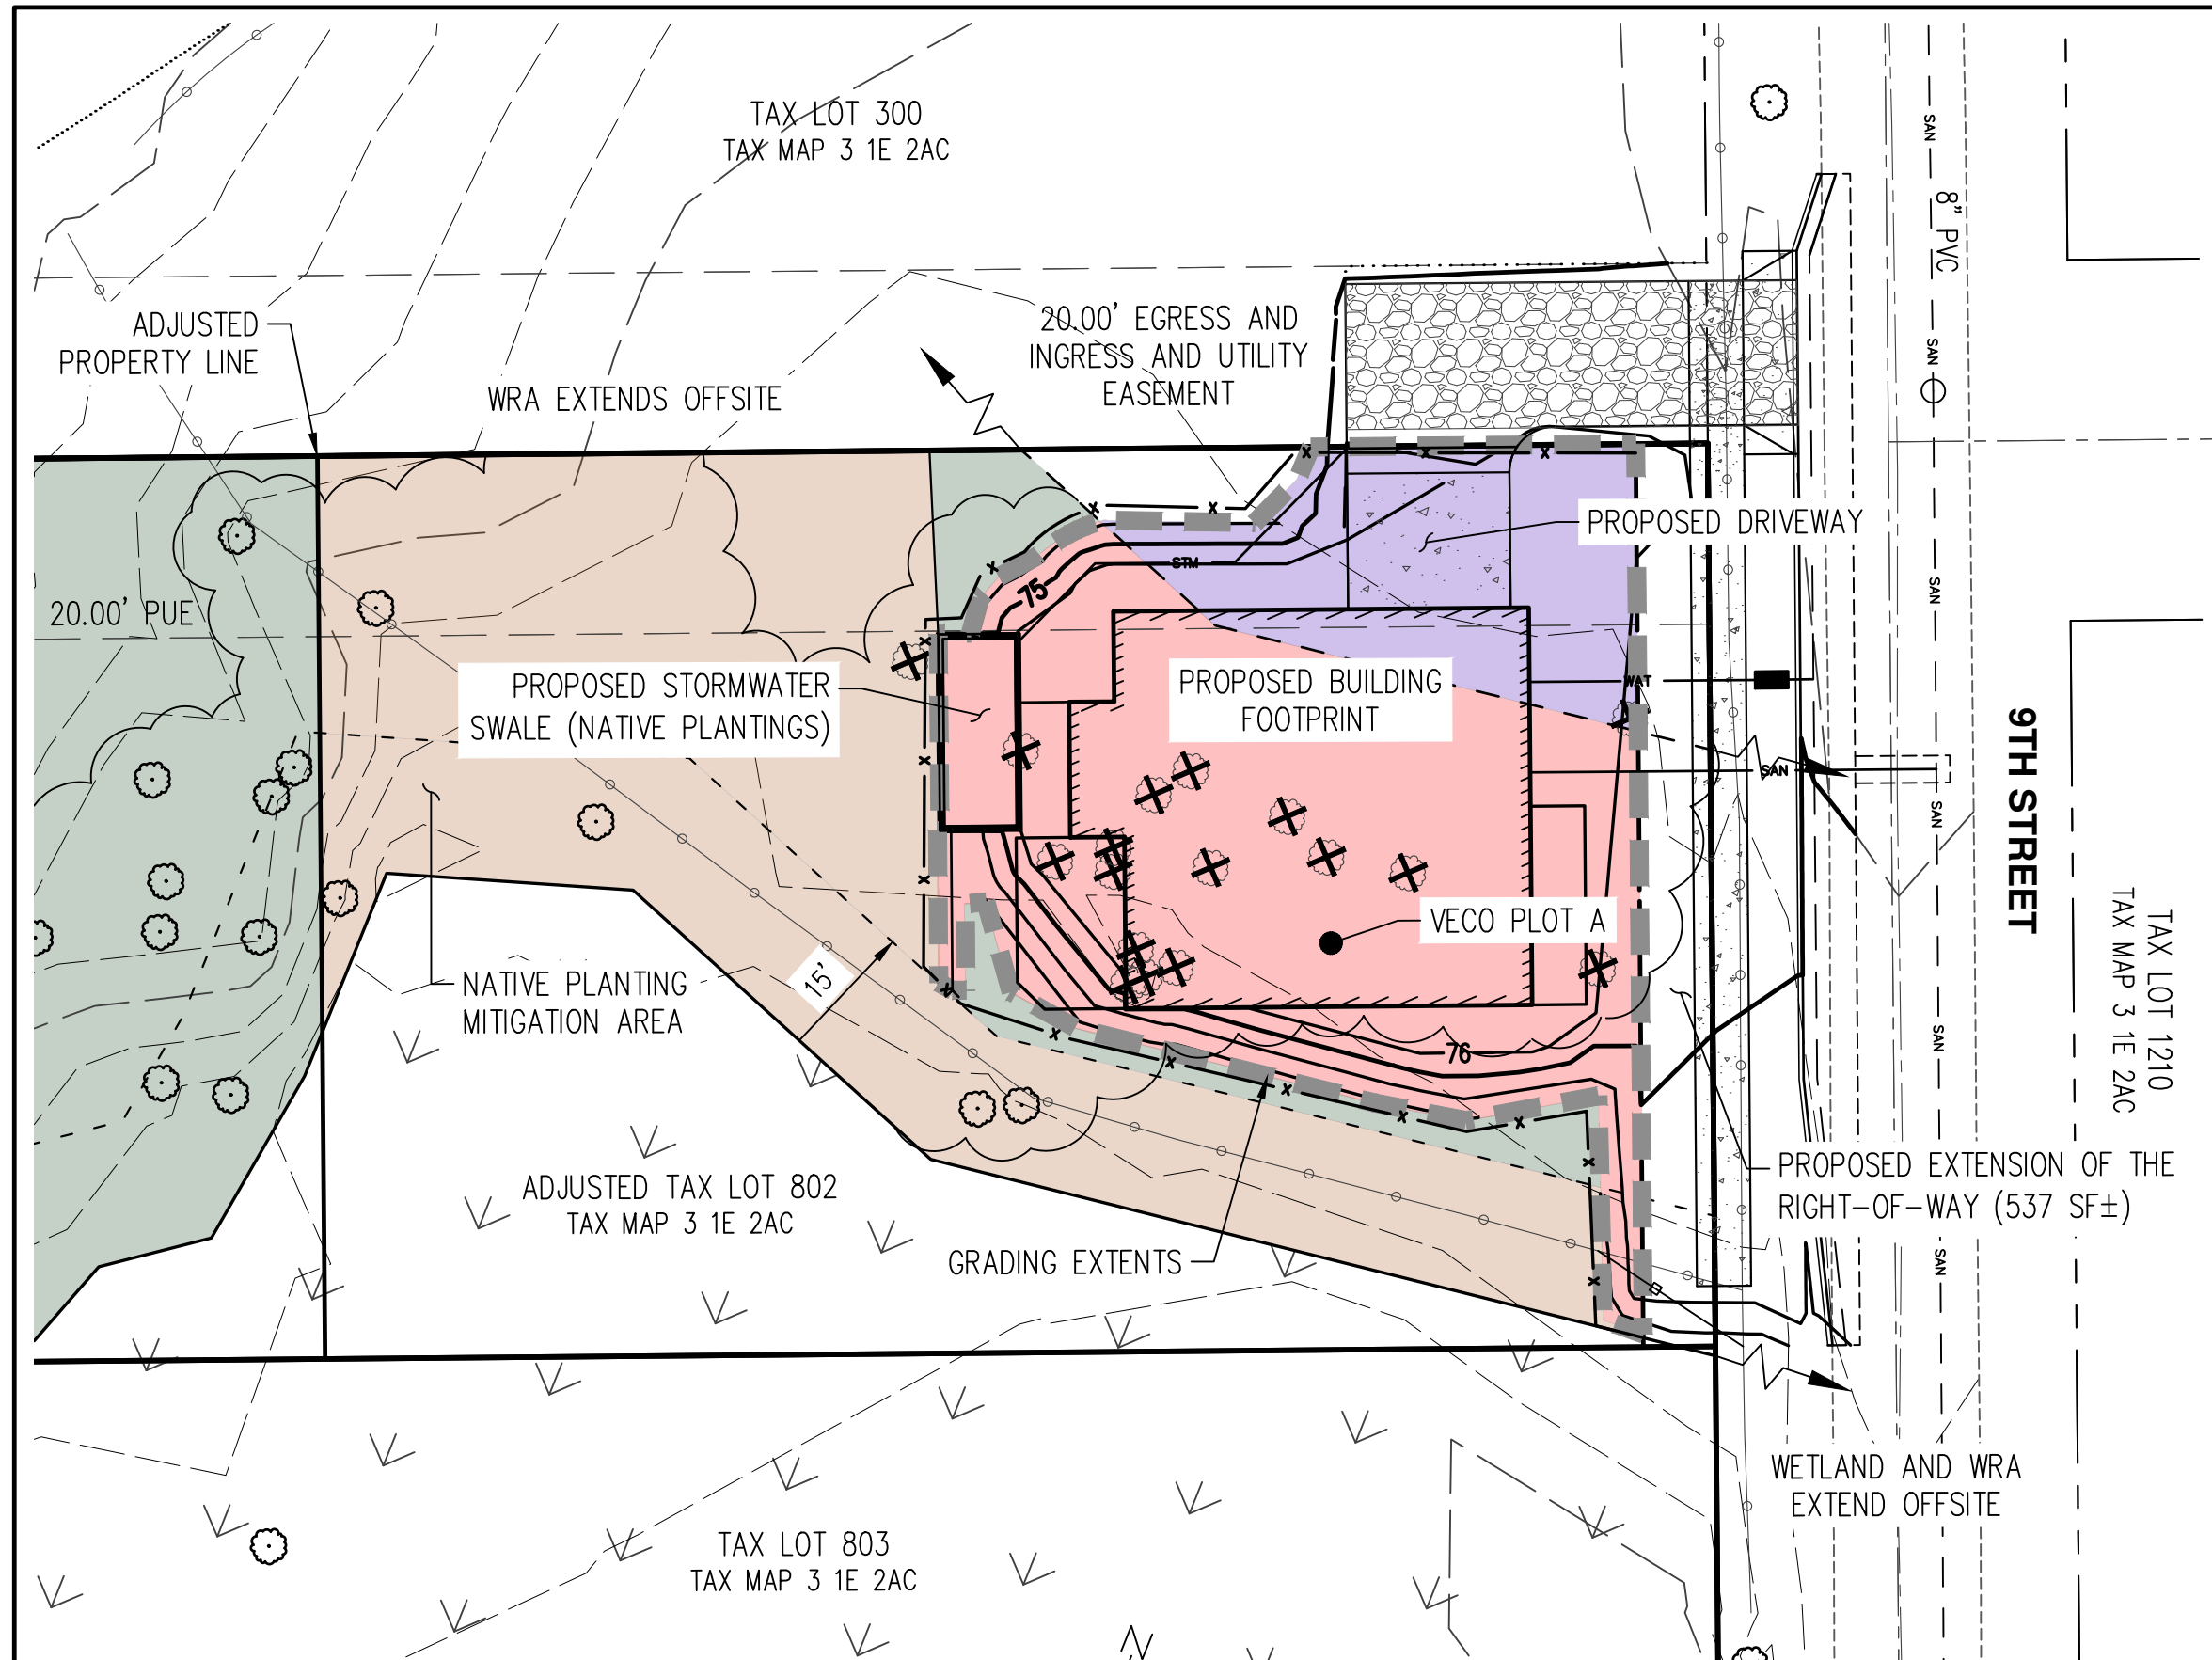 TAX LOT 300
TAX MAP 3 1E 2AC
SAN
8" PVC
ADJUSTED
PROPERTY LINE
20.00' EGRESS AND
INGRESS AND UTILITY
EASEMENT
WRA EXTENDS OFFSITE
SAN
PROPOSED DRIVEWAY
STM
75
SAN
20.00' PUE
PROPOSED STORMWATER
SWALE (NATIVE PLANTINGS)
PROPOSED BUILDING
FOOTPRINT
WAT
SAN
9TH STREET
SAN
VECO PLOT A
TAX LOT 1210
TAX MAP 3 1E 2AC
15'
NATIVE PLANTING
MITIGATION AREA
76
SAN
ADJUSTED TAX LOT 802
TAX MAP 3 1E 2AC
PROPOSED EXTENSION OF THE
RIGHT-OF-WAY (537 SF±)
GRADING EXTENTS
SAN
WETLAND AND WRA
EXTEND OFFSITE
TAX LOT 803
TAX MAP 3 1E 2AC